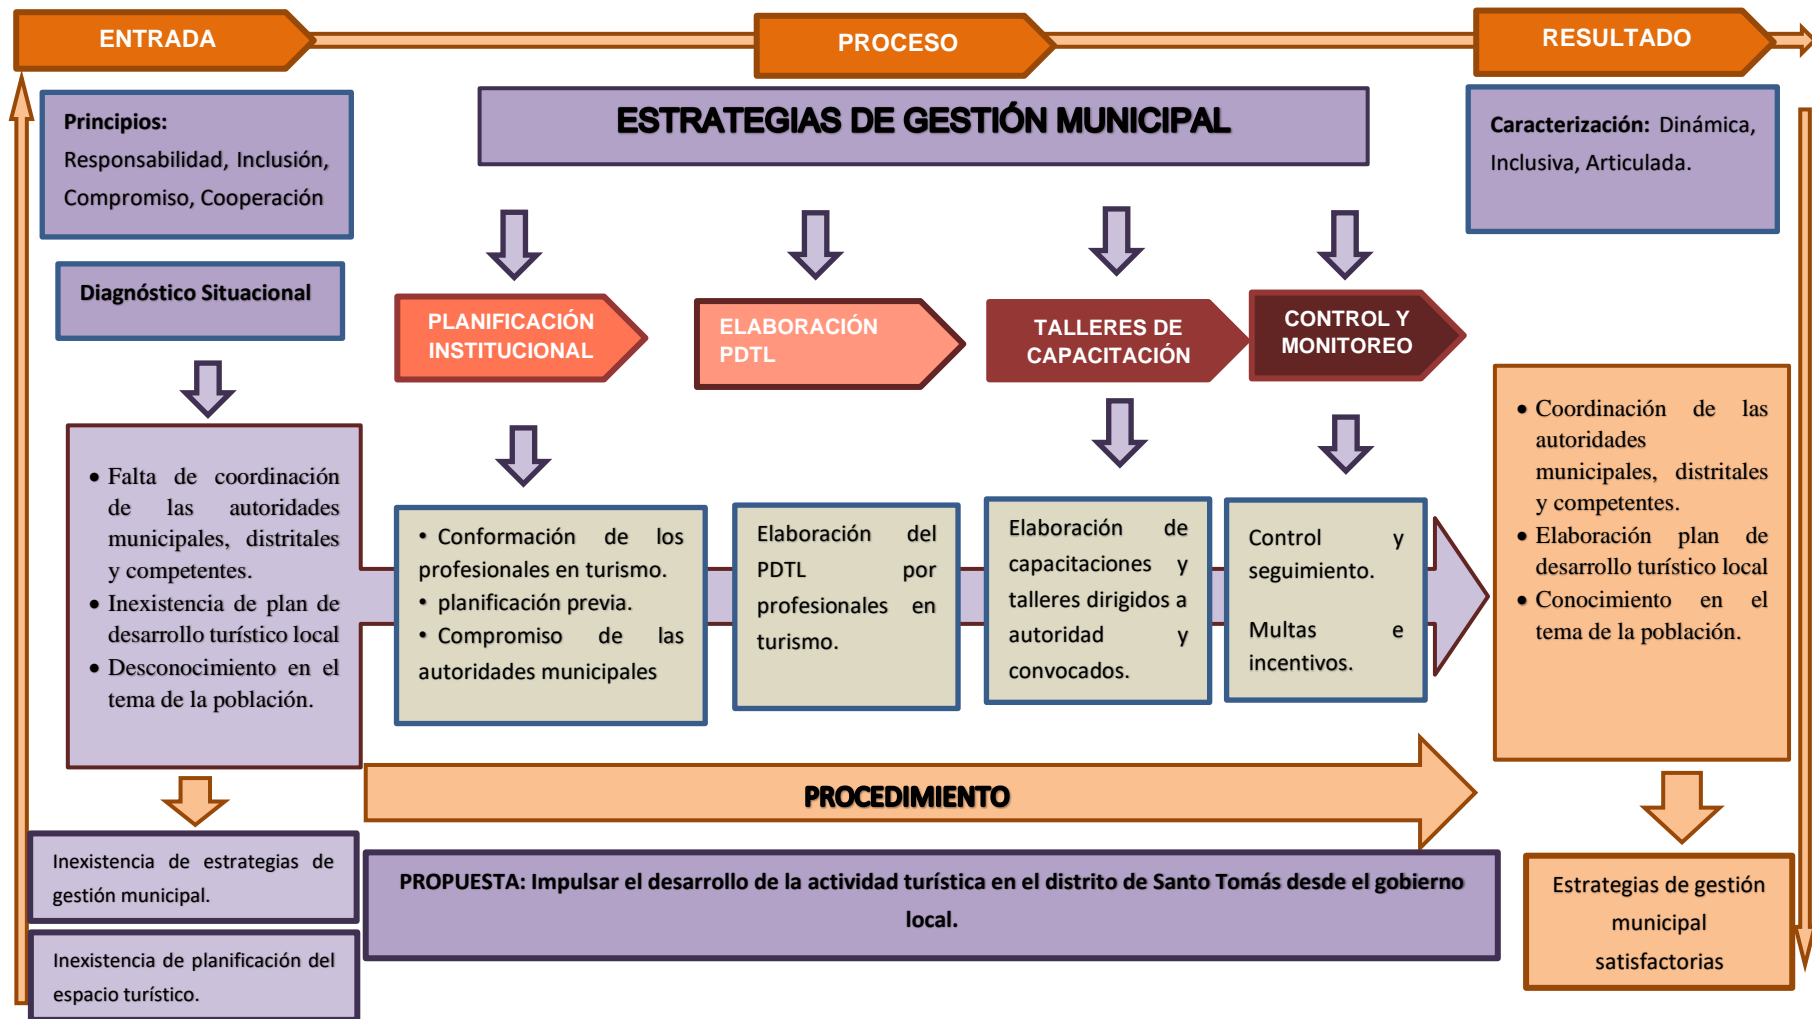 ENTRADA
PROCESO
RESULTADO
Principios:
Responsabilidad, Inclusión,
Compromiso, Cooperación
ESTRATEGIAS DE GESTIÓN MUNICIPAL
Caracterización: Dinámica,
Inclusiva, Articulada.
Diagnóstico Situacional
PLANIFICACIÓN
INSTITUCIONAL
ELABORACIÓN
PDTL
TALLERES DE
CAPACITACIÓN
CONTROL Y
MONITOREO
• Falta de coordinación
de las autoridades
municipales, distritales
y competentes.
• Inexistencia de plan de
desarrollo turístico local
• Desconocimiento en el
tema de la población.
• Conformación de los
profesionales en turismo.
• planificación previa.
• Compromiso de las
autoridades municipales
Elaboración del
PDTL por
profesionales en
turismo.
Elaboración de
capacitaciones y
talleres dirigidos a
autoridad y
convocados.
Control y
seguimiento.
Multas e
incentivos.
• Coordinación de las
autoridades
municipales, distritales
y competentes.
• Elaboración plan de
desarrollo turístico local
• Conocimiento en el
tema de la población.
PROCEDIMIENTO
Inexistencia de estrategias de
gestión municipal.
Inexistencia de planificación del
espacio turístico.
PROPUESTA: Impulsar el desarrollo de la actividad turística en el distrito de Santo Tomás desde el gobierno
local.
Estrategias de gestión
municipal
satisfactorias